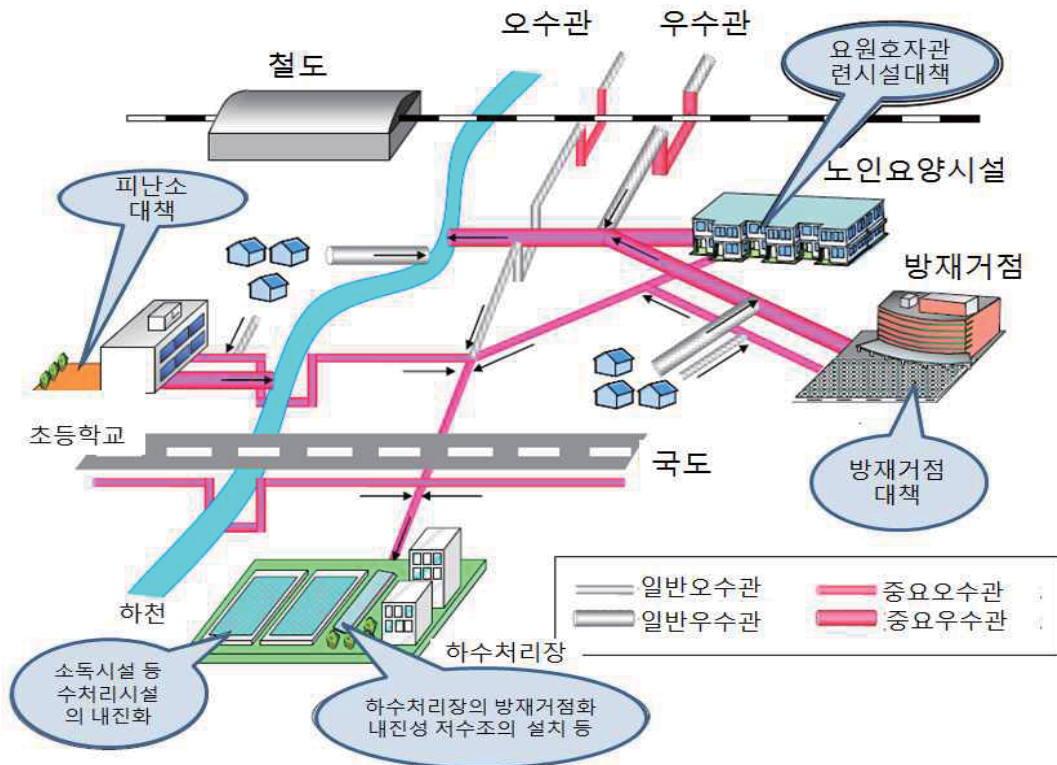 오수관
우수관
요원호자관
련시설대책
철도
피난소
대책
노인요양시설
방재거점
초등학교
국도
방재거점
대책
하천
일반오수관
중요오수관
일반우수관
중요우수관
하수처리장
소독시설 등
수처리시설
의 내진화
하수처리장의 방재거점화
내진성 저수조의 설치 등